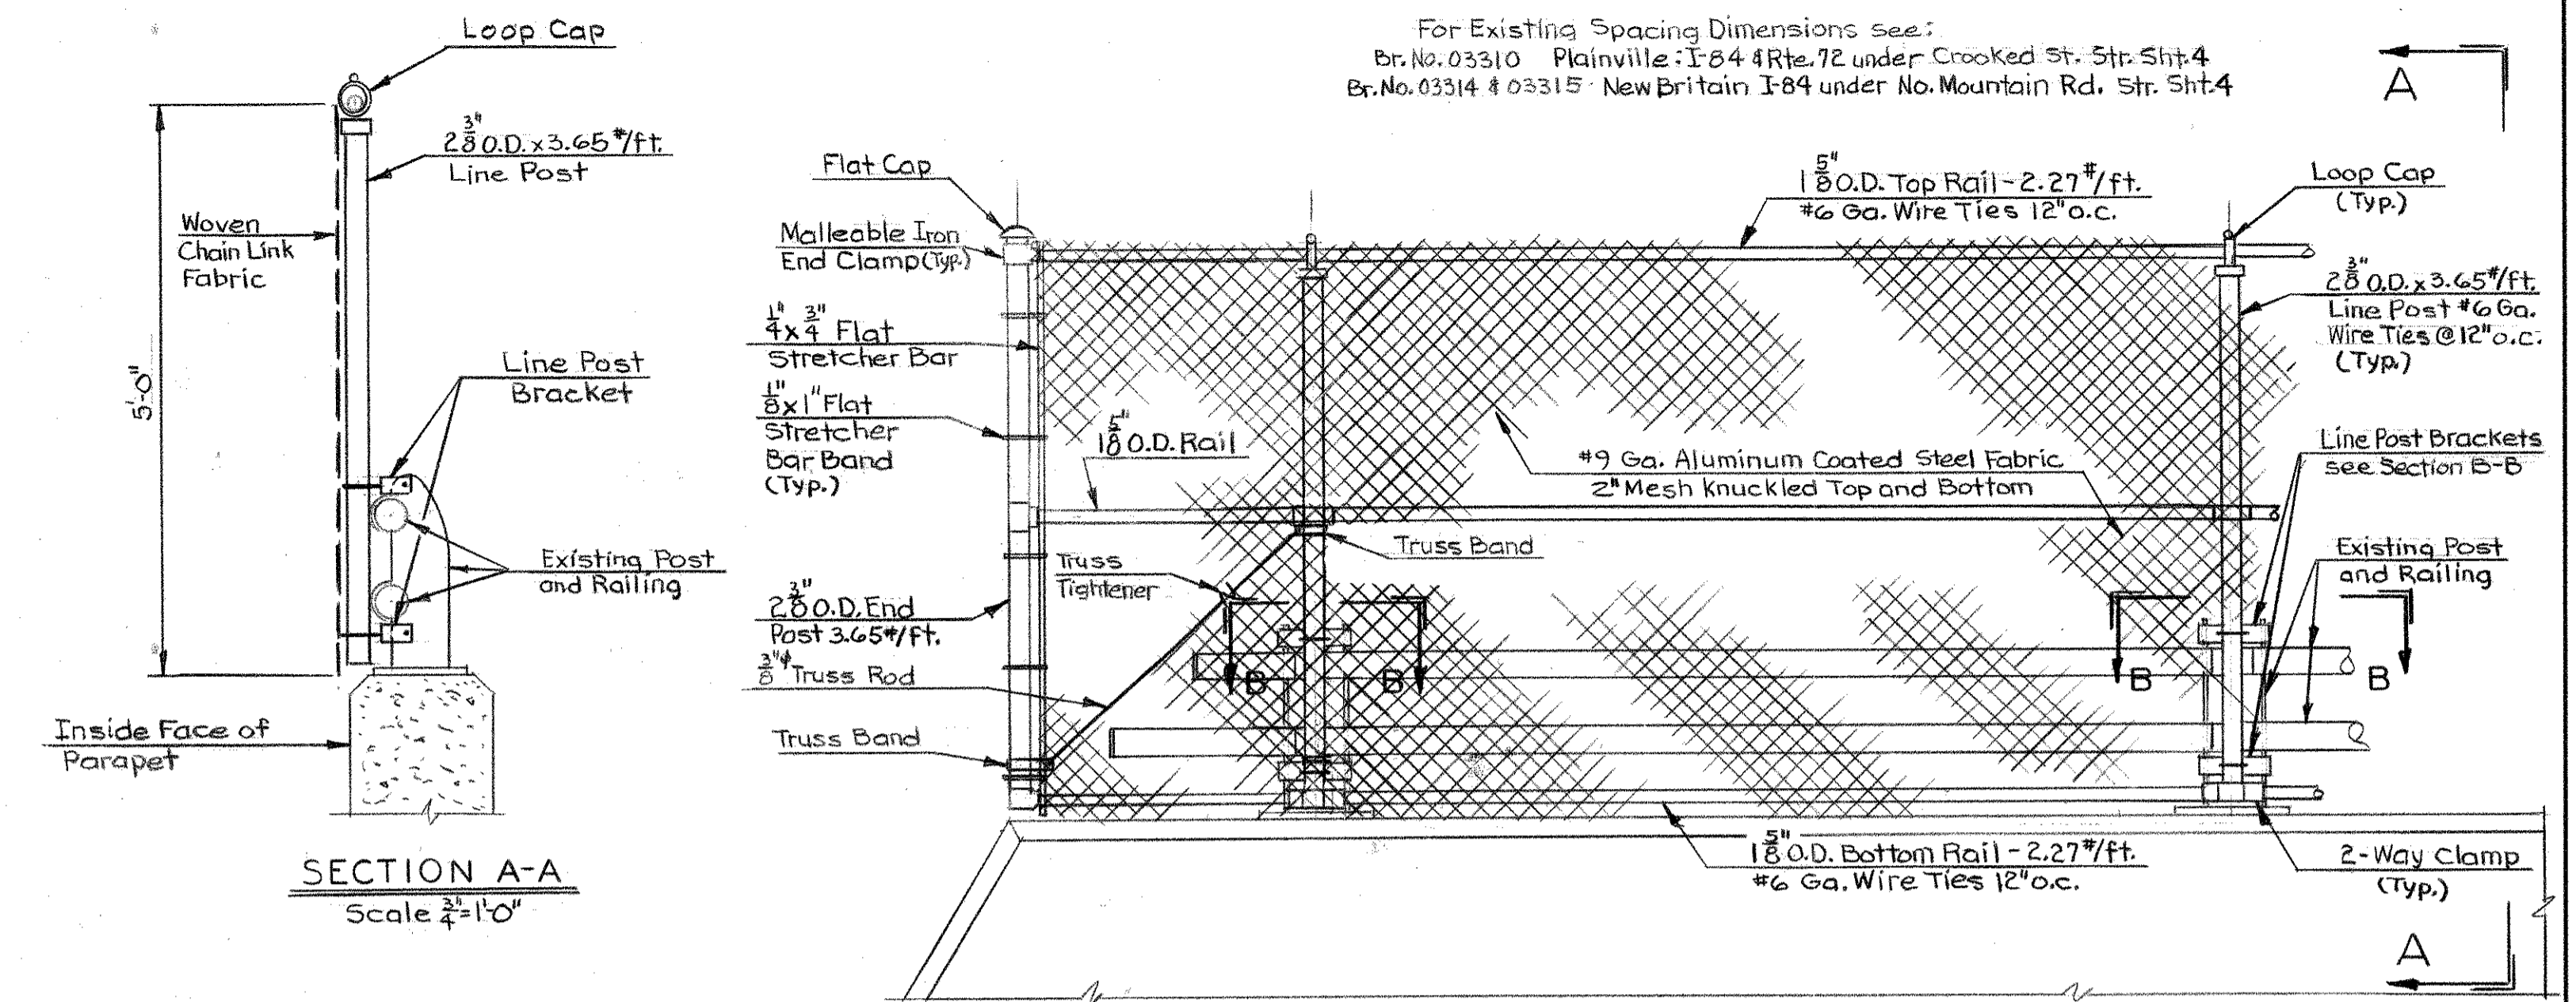 For Existing Spacing Dimensions see:
Br. No. 03310 Plainville: I-84 & Rte. 72 under Crooked St. Str. Sht. 4
Br. No. 03314 & 03315 New Britain I-84 under No. Mountain Rd. Str. Sht. 4
A
Loop Cap
2 3/8" O.D. x 3.65 #/ft.
Line Post
Woven
Chain Link
Fabric
5'-0"
Line Post
Bracket
Existing Post
and Railing
Inside Face of
Parapet
SECTION A-A
Scale 3/4"=1'-0"
Flat Cap
Malleable Iron
End Clamp (Typ.)
1/4" x 3/4" Flat
Stretcher Bar
1/8" x 1" Flat
Stretcher
Bar Band
(Typ.)
1 5/8" O.D. Rail
Truss
Tightener
2 3/8" O.D. End
Post 3.65 #/ft.
3/8" φ Truss Rod
Truss Band
1 5/8" O.D. Top Rail - 2.27 #/ft.
#6 Ga. Wire Ties 12" o.c.
Loop Cap
(Typ.)
2 3/8" O.D. x 3.65 #/ft.
Line Post #6 Ga.
Wire Ties @ 12" o.c.
(Typ.)
#9 Ga. Aluminum Coated Steel Fabric
2" Mesh Knuckled Top and Bottom
Truss Band
Line Post Brackets
see Section B-B
Existing Post
and Railing
B
B
B
B
1 5/8" O.D. Bottom Rail - 2.27 #/ft.
#6 Ga. Wire Ties 12" o.c.
2-Way Clamp
(Typ.)
A